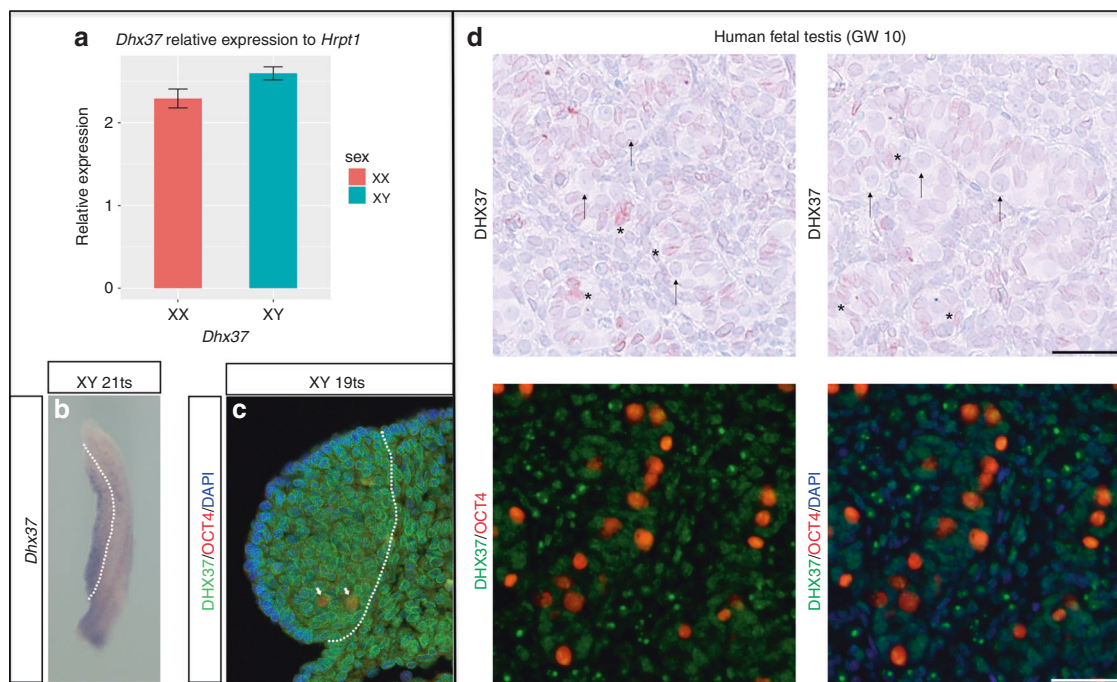 a
Dhx37 relative expression to Hrpt1
Relative expression
2
1
0
XX
XY
Dhx37
sex
XX
XY
XY 21ts
b
Dhx37
XY 19ts
c
DHX37/OCT4/DAPI
d
Human fetal testis (GW 10)
DHX37
*
*
*
DHX37
*
*
*
DHX37/OCT4
DHX37/OCT4/DAPI